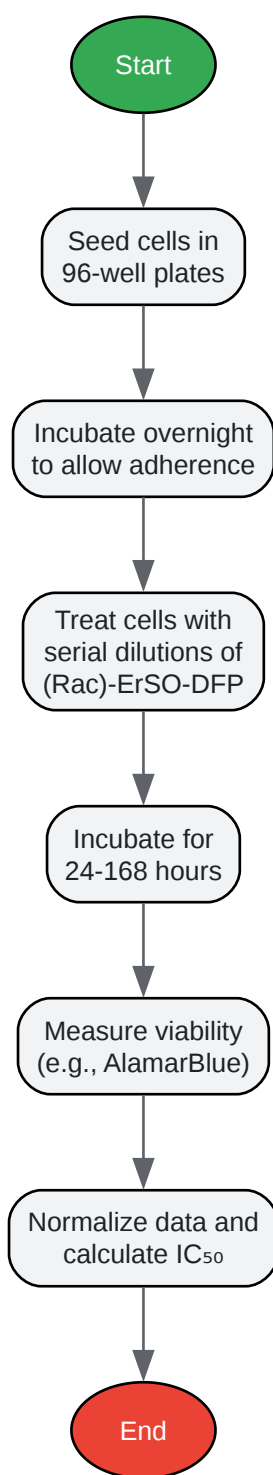 Start
Seed cells in
96-well plates
Incubate overnight
to allow adherence
Treat cells with
serial dilutions of
(Rac)-ErSO-DFP
Incubate for
24-168 hours
Measure viability
(e.g., AlamarBlue)
Normalize data and
calculate IC₅₀
End